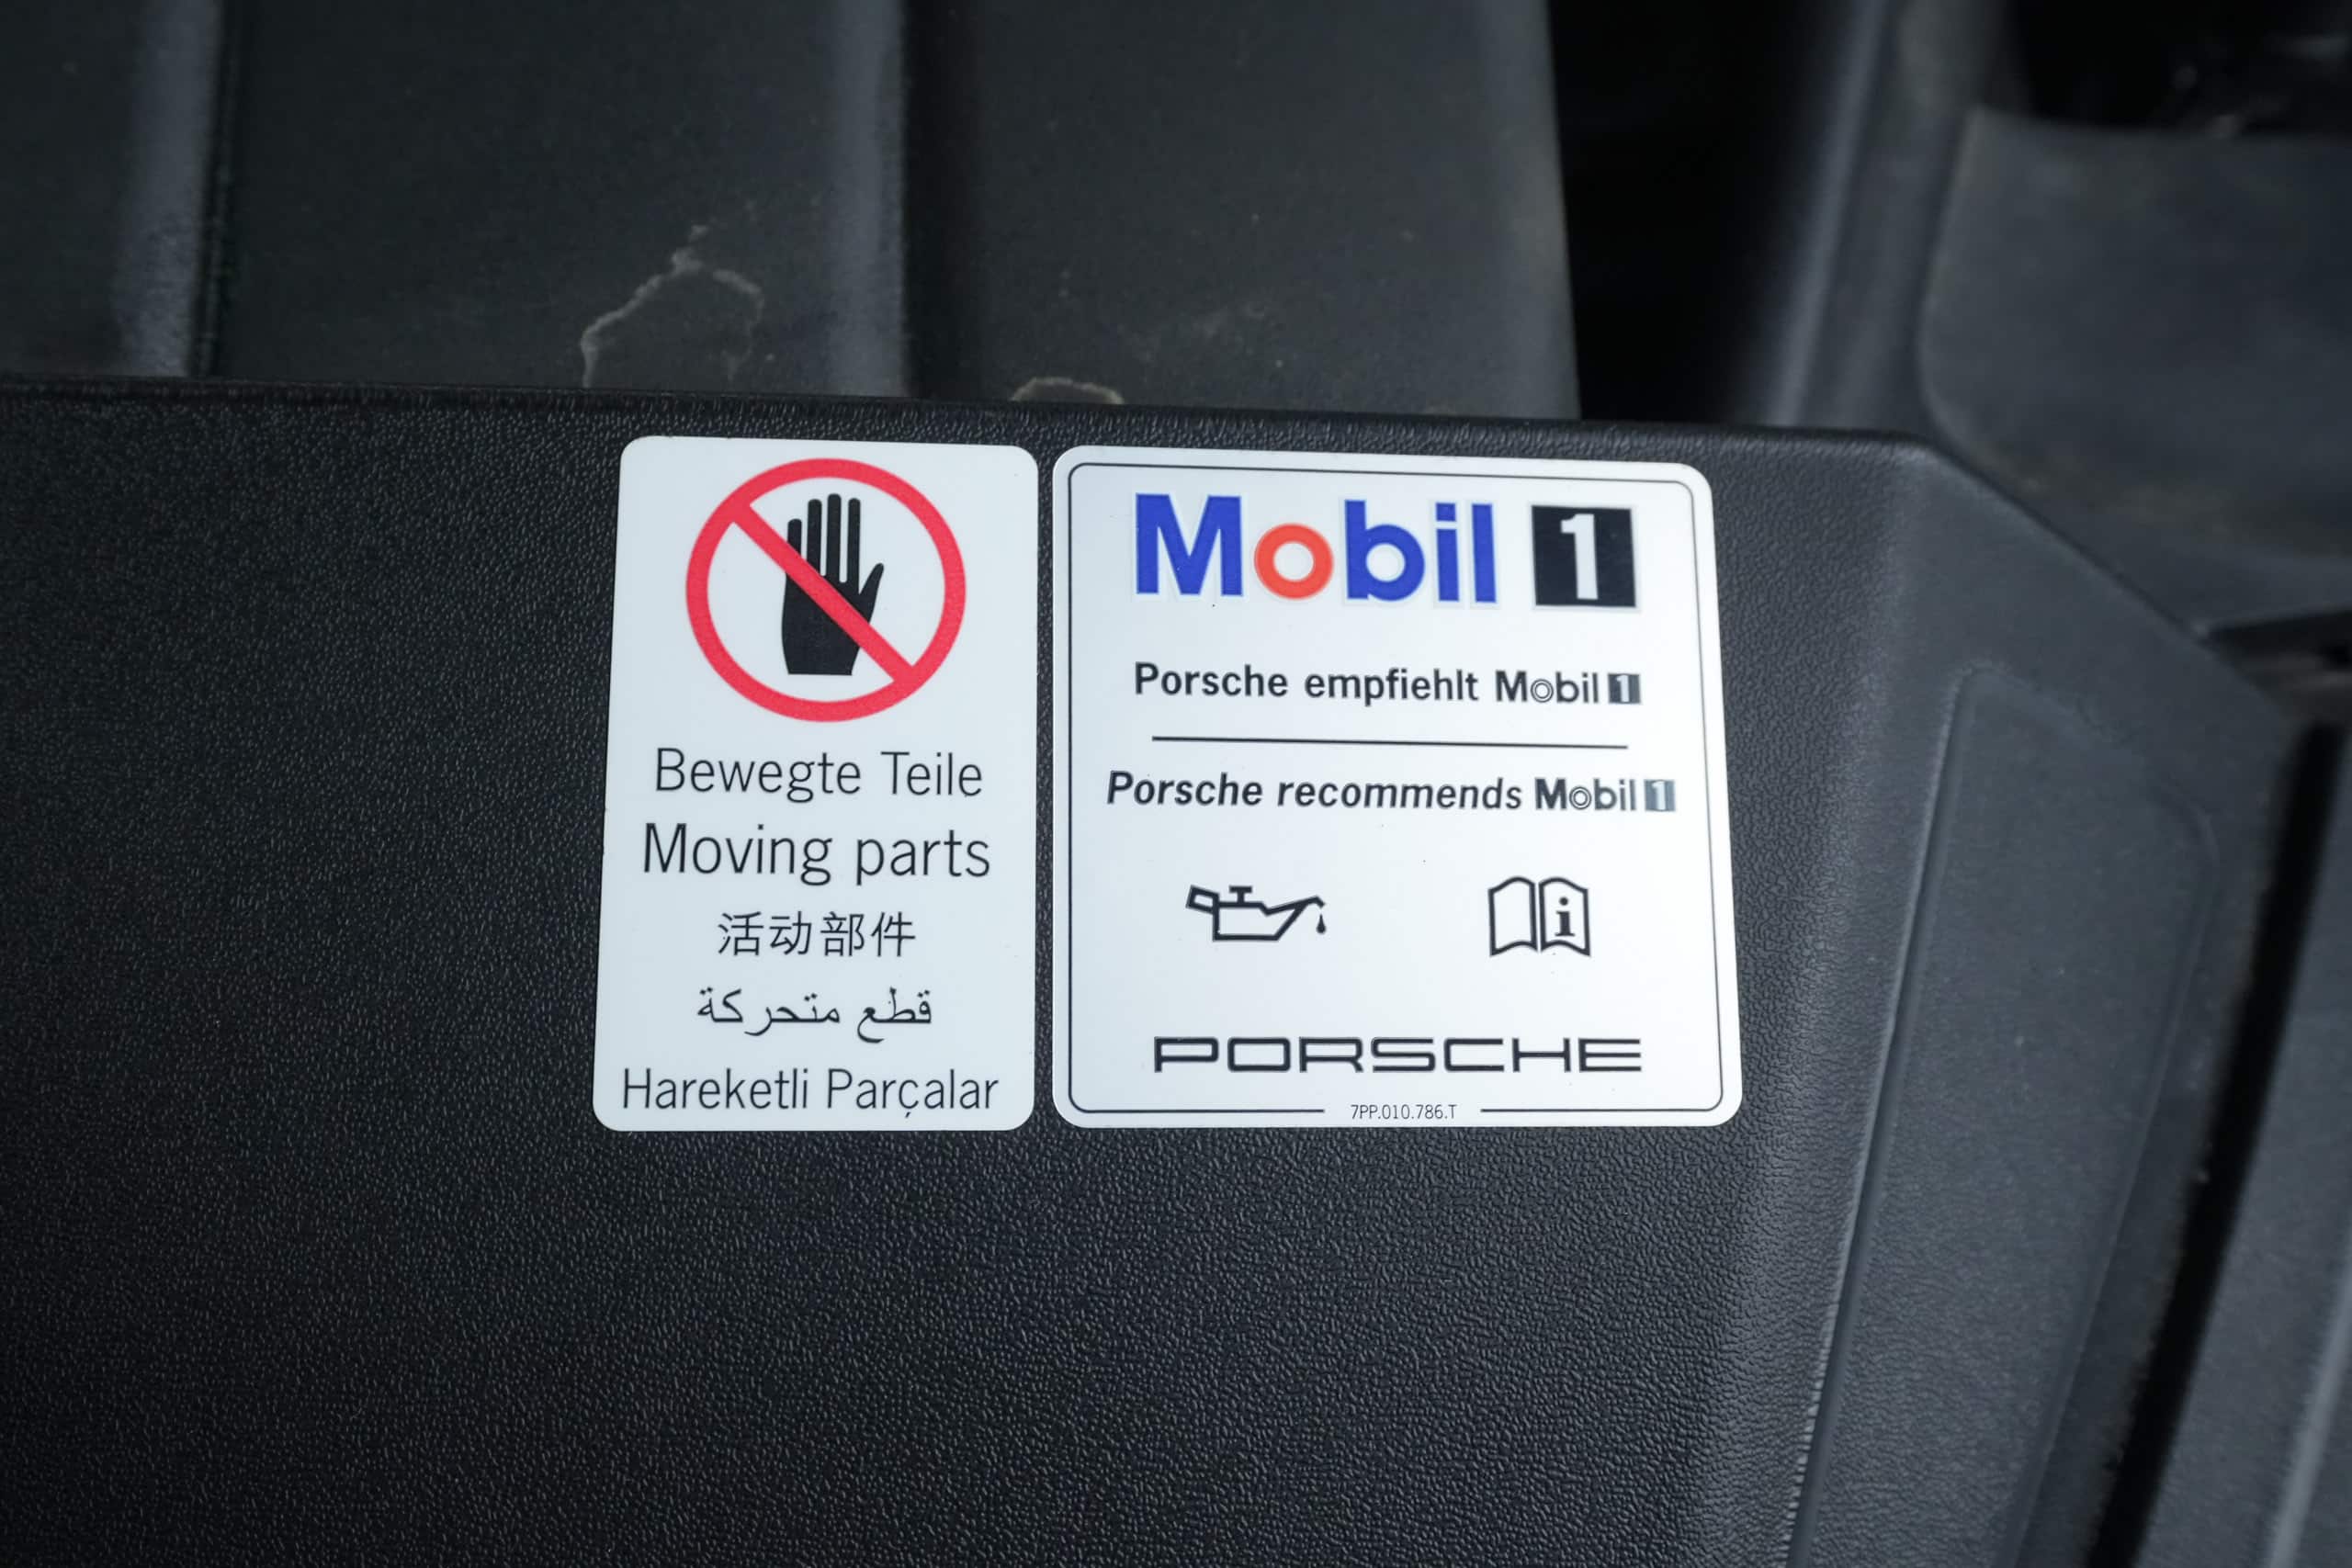 Bewegte Teile
Moving parts
活动部件
قطع متحركة
Hareketli Parçalar
Mobil 1
Porsche empfiehlt Mobil 1
Porsche recommends Mobil 1
i
PORSCHE
7PP.010.786.T